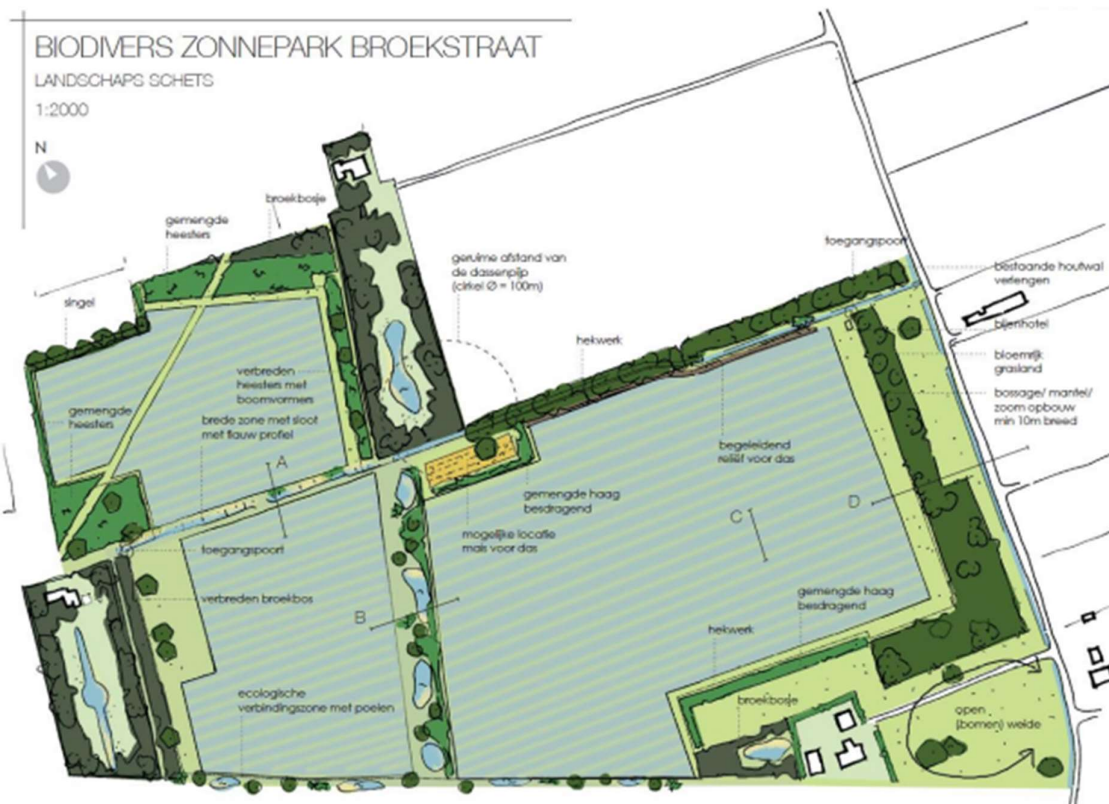 BIODIVERS ZONNEPARK BROEKSTRAAT
LANDSCHAPS SCHETS
1:2000
N
broekbosje
gemengde
heesters
singel
geruime afstand van
de dassenpijp
(cirkel Ø = 100m)
toegangspoort
bestaande houtwal
verlengen
bijenhotel
bloemrijk
grasland
bossage/ mantel/
zoom opbouw
min 10m breed
hekwerk
verbreden
heesters met
boomvormers
gemengde
heesters
brede zone met sloot
met flauw profiel
A
begeleidend
reliëf voor das
gemengde haag
besdragend
mogelijke locatie
mais voor das
C
D
toegangspoort
verbreden broekbos
B
gemengde haag
besdragend
hekwerk
ecologische
verbindingszone met poelen
broekbosje
open
(bomen) weide